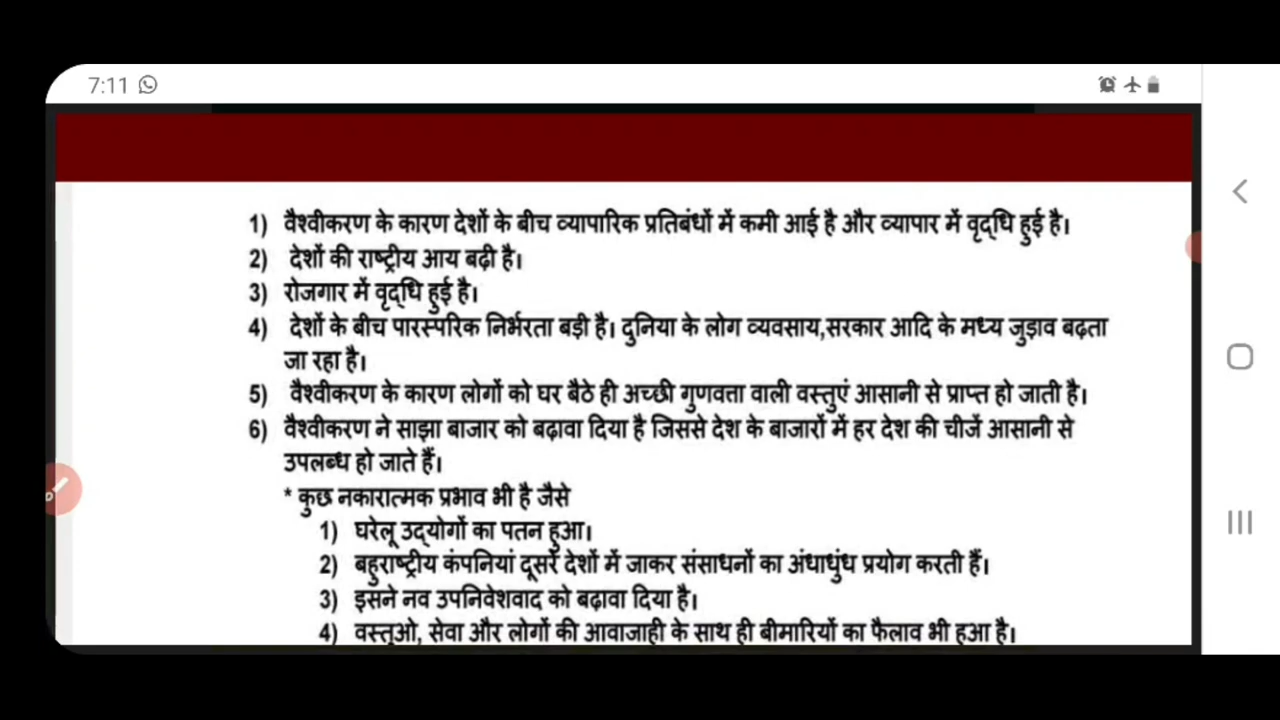 7:11
1) वैश्वीकरण के कारण देशों के बीच व्यापारिक प्रतिबंधों में कमी आई है और व्यापार में वृद्धि हुई है।
2) देशों की राष्ट्रीय आय बढ़ी है।
3) रोजगार में वृद्धि हुई है।
4) देशों के बीच पारस्परिक निर्भरता बड़ी है। दुनिया के लोग व्यवसाय,सरकार आदि के मध्य जुड़ाव बढ़ता
जा रहा है।
5) वैश्वीकरण के कारण लोगों को घर बैठे ही अच्छी गुणवत्ता वाली वस्तुएं आसानी से प्राप्त हो जाती है।
6) वैश्वीकरण ने साझा बाजार को बढ़ावा दिया है जिससे देश के बाजारों में हर देश की चीजें आसानी से
उपलब्ध हो जाते हैं।
* कुछ नकारात्मक प्रभाव भी है जैसे
1) घरेलू उद्योगों का पतन हुआ।
2) बहुराष्ट्रीय कंपनियां दूसरे देशों में जाकर संसाधनों का अंधाधुंध प्रयोग करती हैं।
3) इसने नव उपनिवेशवाद को बढ़ावा दिया है।
4) वस्तुओ, सेवा और लोगों की आवाजाही के साथ ही बीमारियों का फैलाव भी हुआ है।